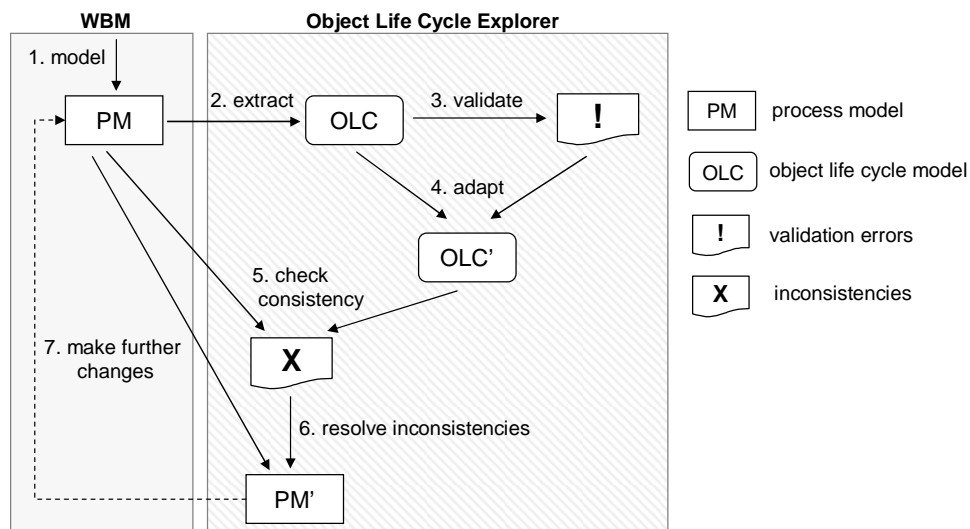 WBM
Object Life Cycle Explorer
1. model
PM
2. extract
OLC
3. validate
!
4. adapt
OLC'
5. check
consistency
X
7. make further
changes
6. resolve inconsistencies
PM'
PM
process model
OLC
object life cycle model
!
validation errors
X
inconsistencies